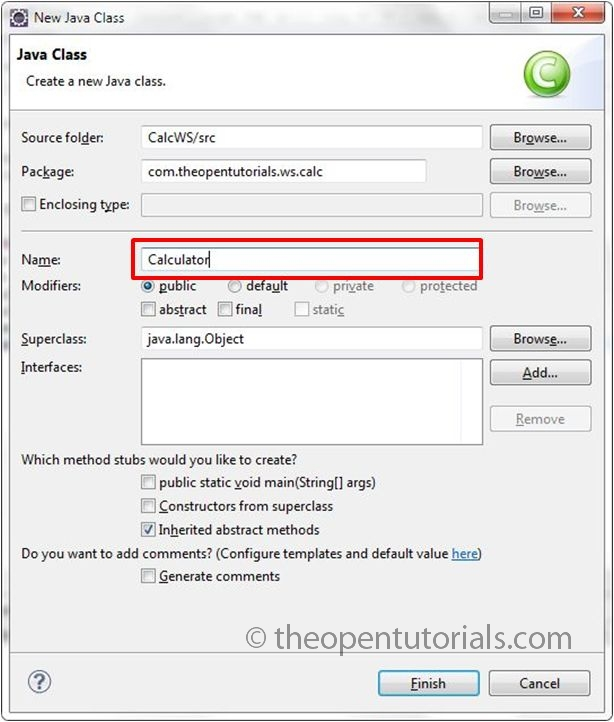 New Java Class
Java Class
Create a new Java class.
Source folder: CalcWS/src Browse...
Package: com.theopentutorials.ws.calc Browse...
Enclosing type: Browse...
Name: Calculator
Modifiers: public default private protected
abstract final static
Superclass: java.lang.Object Browse...
Interfaces: Add...
Remove
Which method stubs would you like to create?
public static void main(String[] args)
Constructors from superclass
Inherited abstract methods
Do you want to add comments? (Configure templates and default value here)
Generate comments
© theopentutorials.com
? Finish Cancel